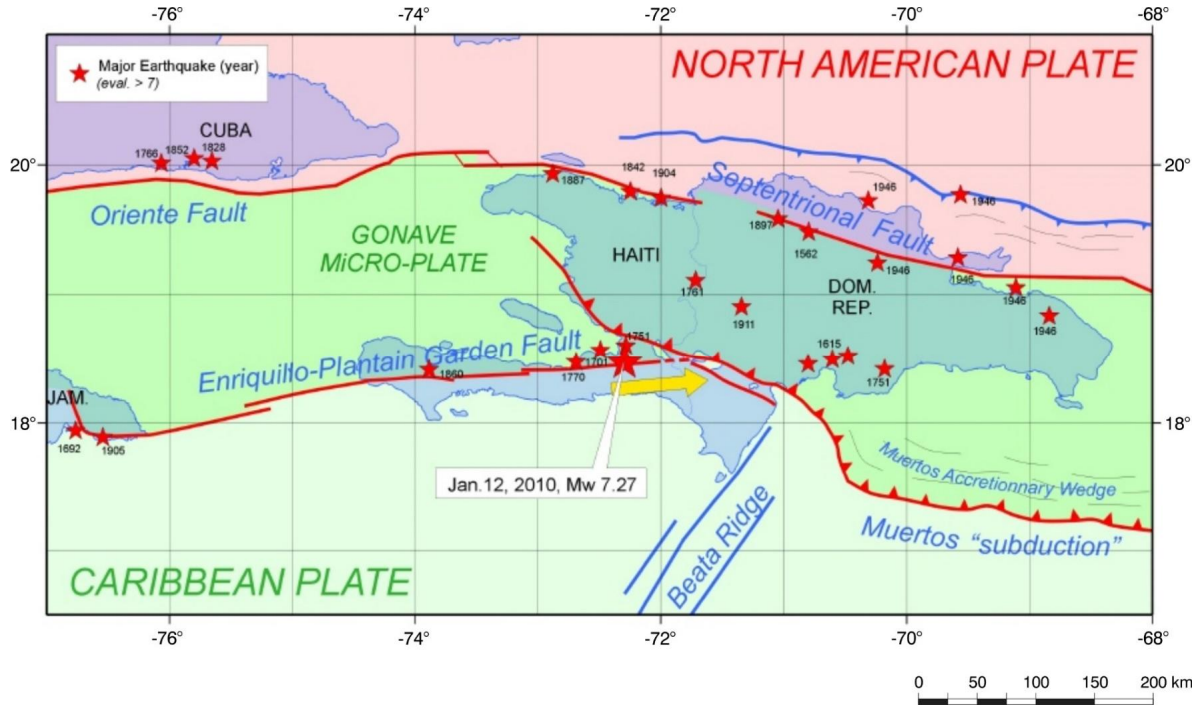 -76° -74° -72° -70° -68°
Major Earthquake (year)
(eval. > 7)
NORTH AMERICAN PLATE
CUBA
1766 1852 1828
20° 20°
1887 1842 1904
Septentrional Fault
1946 1946
Oriente Fault
GONAVE
MiCRO-PLATE
HAITI
1897 1562 1946 1946 1946
DOM.
REP.
1761
1911
1946
Enriquillo-Plantain Garden Fault
1860 1770 1701 1751
1615
1751
JAM.
18° 18°
1692 1905
Jan.12, 2010, Mw 7.27
Muertos Accretionnary Wedge
Muertos “subduction”
Beata Ridge
CARIBBEAN PLATE
-76° -74° -72° -70° -68°
0 50 100 150 200 km